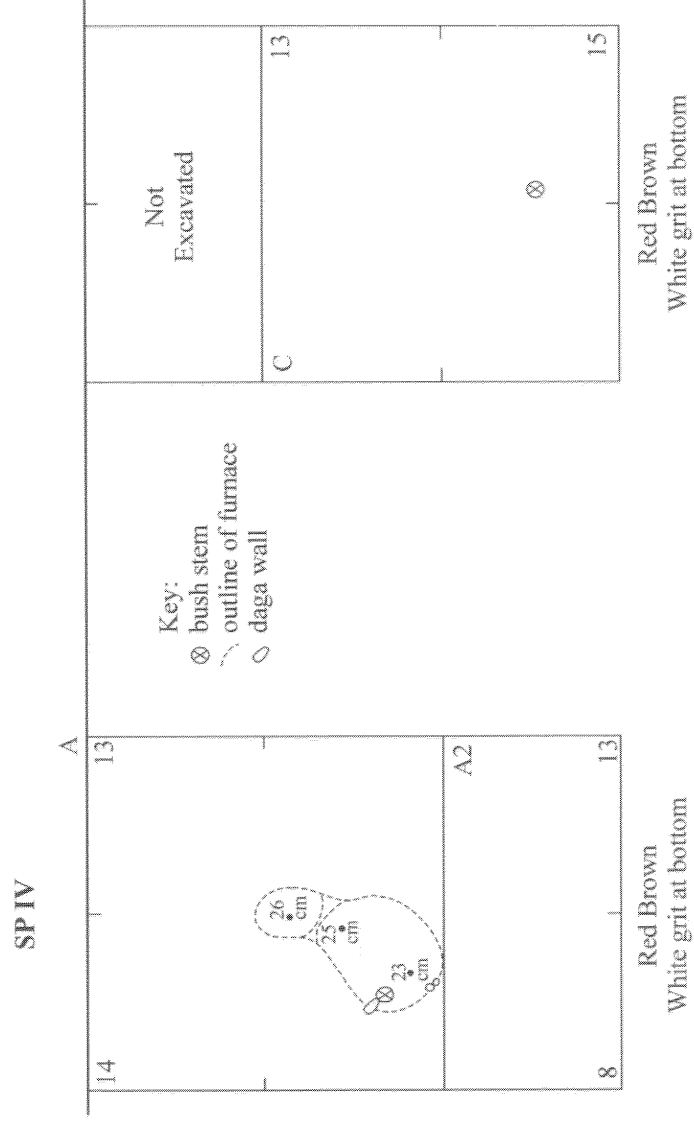 SP IV
A
14
13
26
cm
25
cm
23
cm
A2
8
13
Red Brown
White grit at bottom
Key:
bush stem
outline of furnace
daga wall
Not
Excavated
C
13
15
Red Brown
White grit at bottom